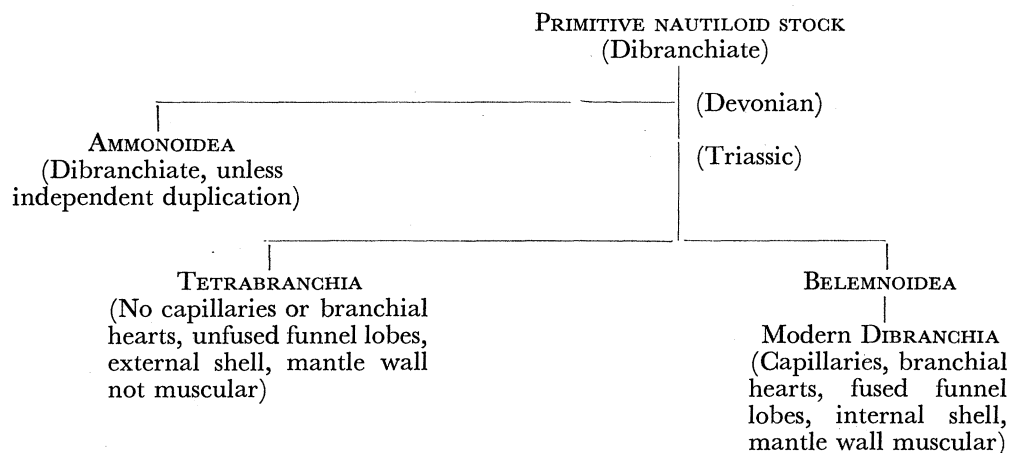 PRIMITIVE NAUTILOID STOCK
(Dibranchiate)
(Devonian)
AMMONOIDEA
(Dibranchiate, unless
independent duplication)
(Triassic)
TETRABRANCHIA
(No capillaries or branchial
hearts, unfused funnel lobes,
external shell, mantle wall
not muscular)
BELEMNOIDEA
Modern DIBRANCHIA
(Capillaries, branchial
hearts, fused funnel
lobes, internal shell,
mantle wall muscular)